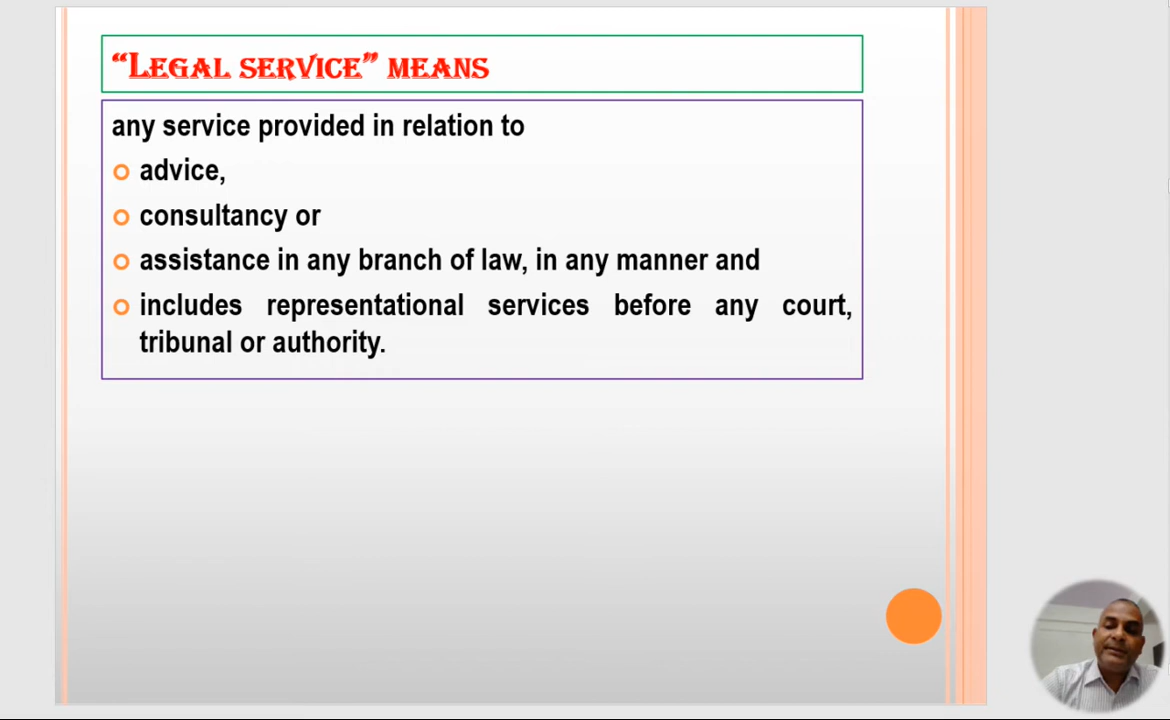 “Legal service” means
any service provided in relation to
advice,
consultancy or
assistance in any branch of law, in any manner and
includes representational services before any court,
tribunal or authority.